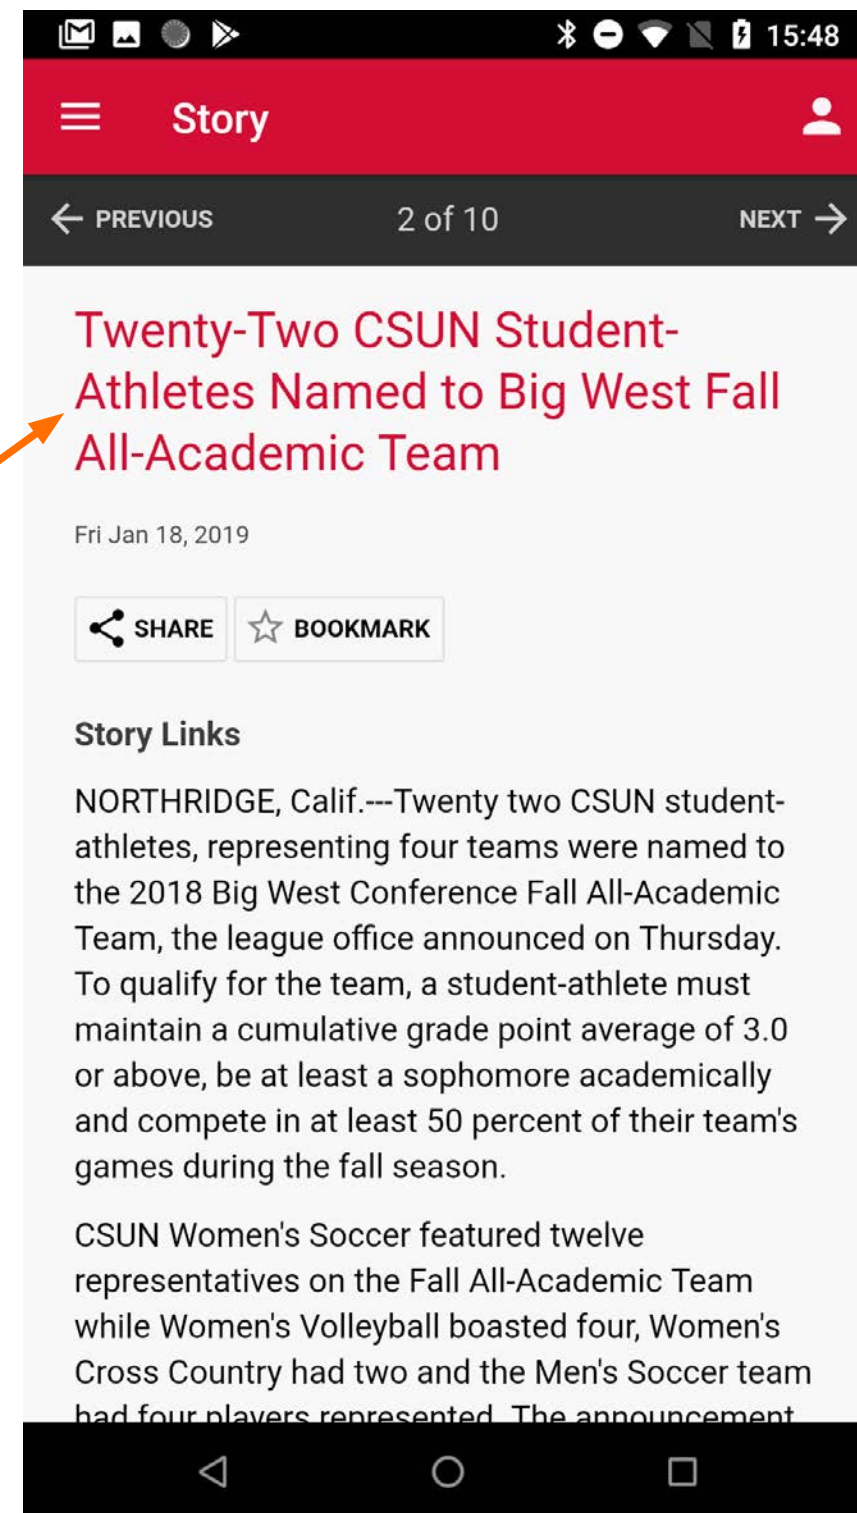 15:48
Story
PREVIOUS 2 of 10 NEXT
Twenty-Two CSUN Student-
Athletes Named to Big West Fall
All-Academic Team
Fri Jan 18, 2019
SHARE BOOKMARK
Story Links
NORTHRIDGE, Calif.---Twenty two CSUN student-
athletes, representing four teams were named to
the 2018 Big West Conference Fall All-Academic
Team, the league office announced on Thursday.
To qualify for the team, a student-athlete must
maintain a cumulative grade point average of 3.0
or above, be at least a sophomore academically
and compete in at least 50 percent of their team's
games during the fall season.
CSUN Women's Soccer featured twelve
representatives on the Fall All-Academic Team
while Women's Volleyball boasted four, Women's
Cross Country had two and the Men's Soccer team
had four players represented. The announcement